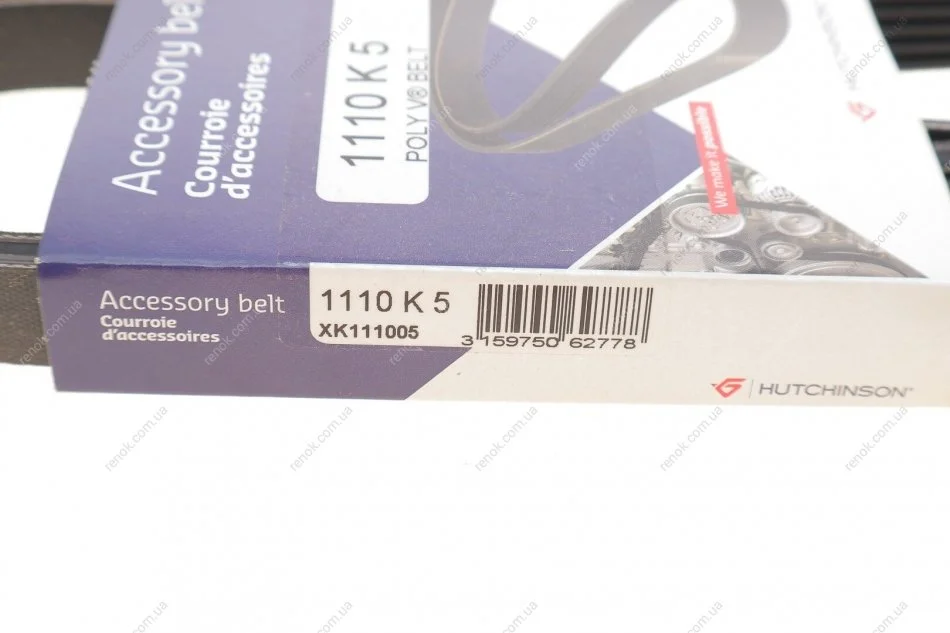 Accessory belt
Courroie
d'accessoires
1110 K 5
POLY V® BELT
We make it possible
Accessory belt
Courroie
d'accessoires
1110 K 5
XK111005
3 159750 62778
HUTCHINSON
renok.com.ua